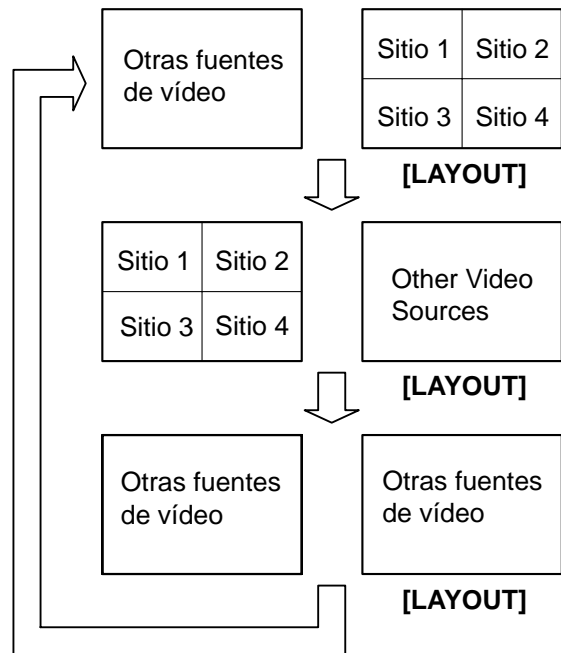 Otras fuentes
de vídeo
Sitio 1 Sitio 2
Sitio 3 Sitio 4
[LAYOUT]
Sitio 1 Sitio 2
Sitio 3 Sitio 4
Other Video
Sources
[LAYOUT]
Otras fuentes
de vídeo
Otras fuentes
de vídeo
[LAYOUT]